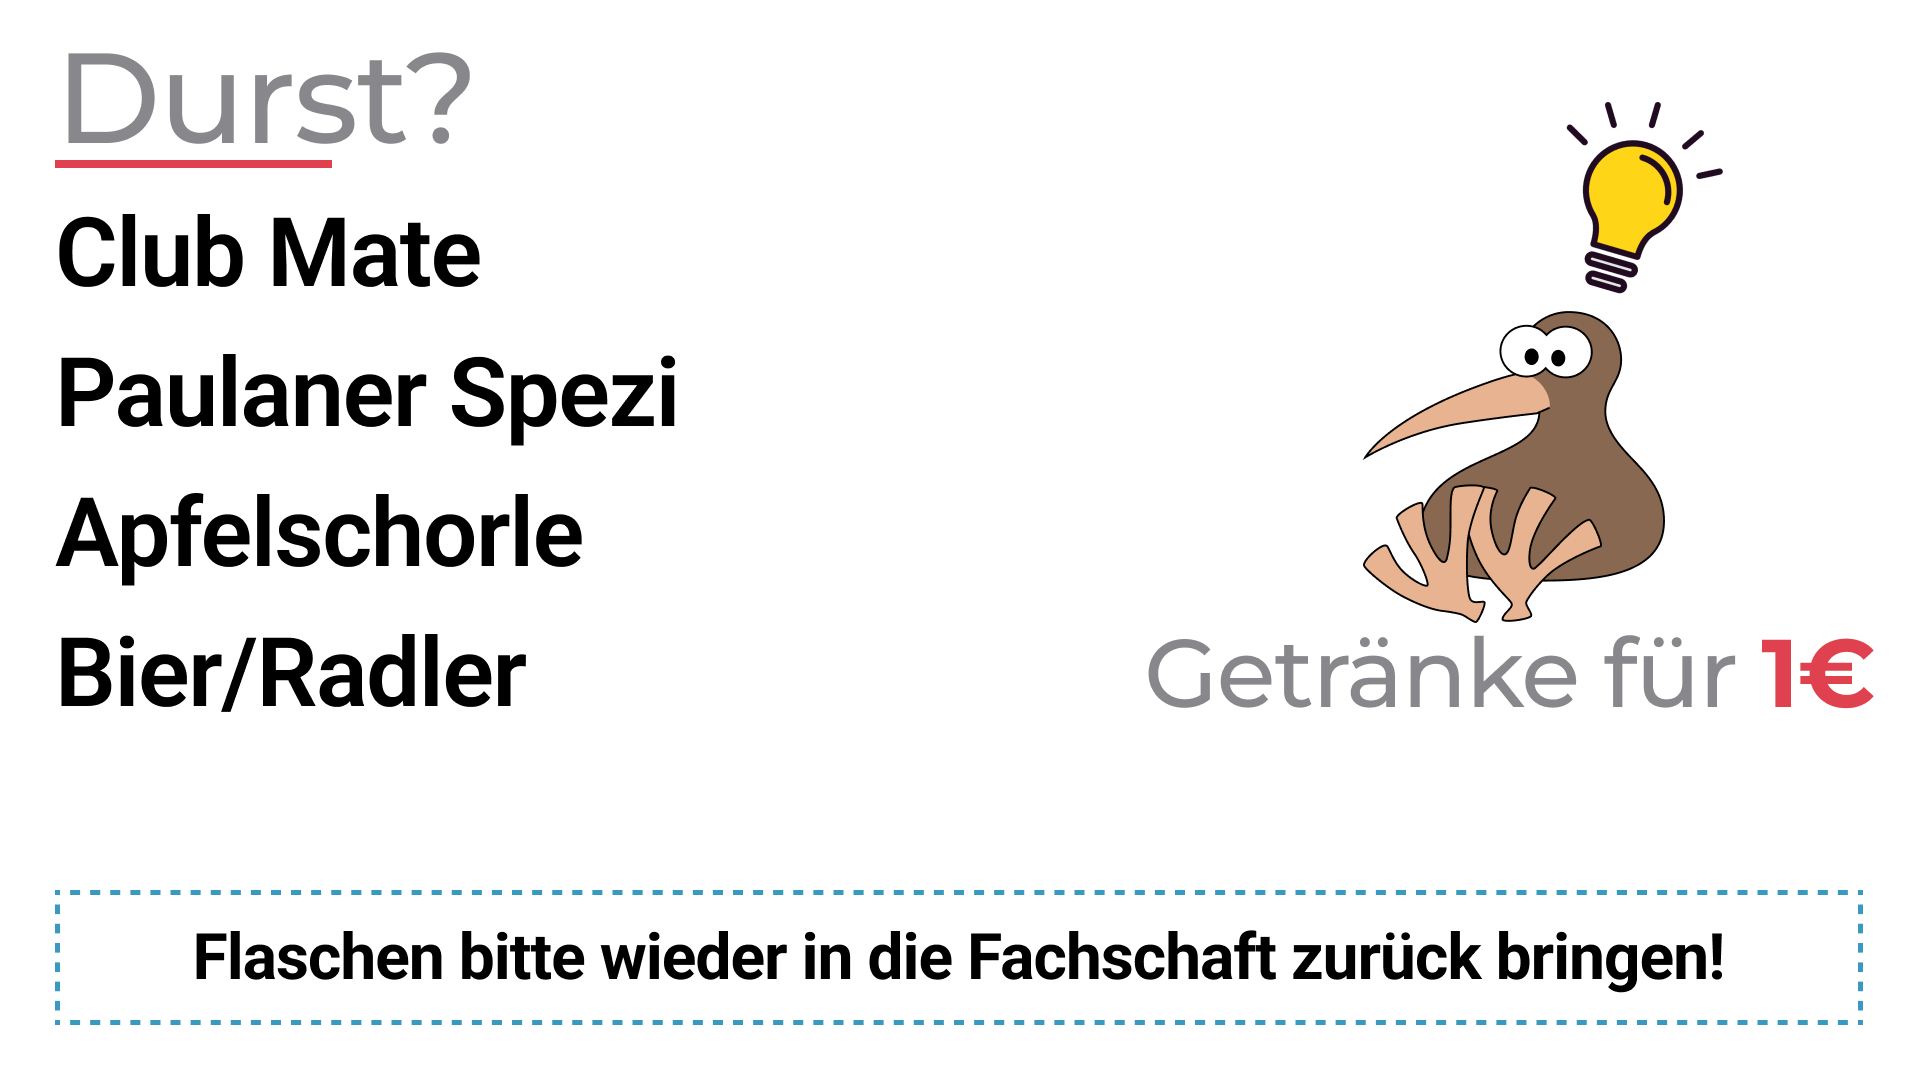 Durst?
Club Mate
Paulaner Spezi
Apfelschorle
Bier/Radler
Getränke für 1€
Flaschen bitte wieder in die Fachschaft zurück bringen!